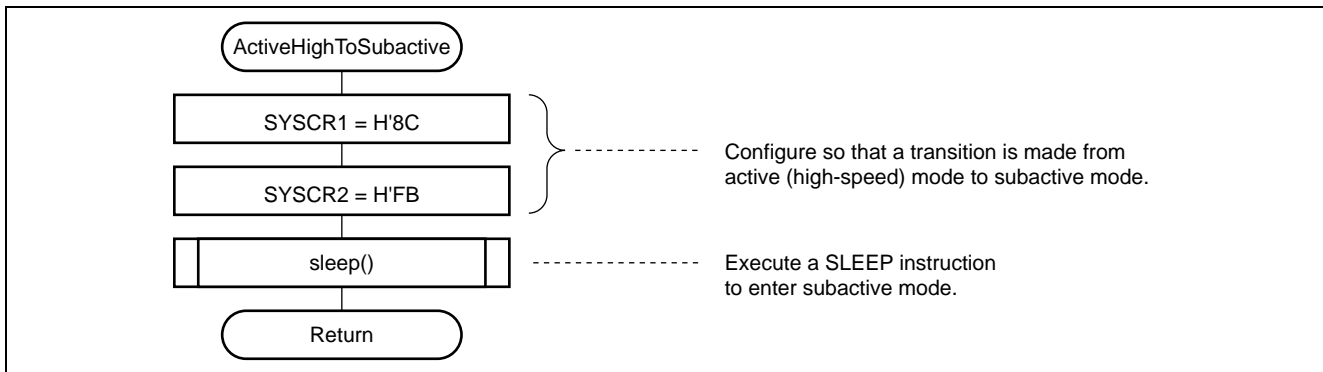 ActiveHighToSubactive
SYSCR1 = H'8C
SYSCR2 = H'FB
Configure so that a transition is made from
active (high-speed) mode to subactive mode.
sleep()
Execute a SLEEP instruction
to enter subactive mode.
Return